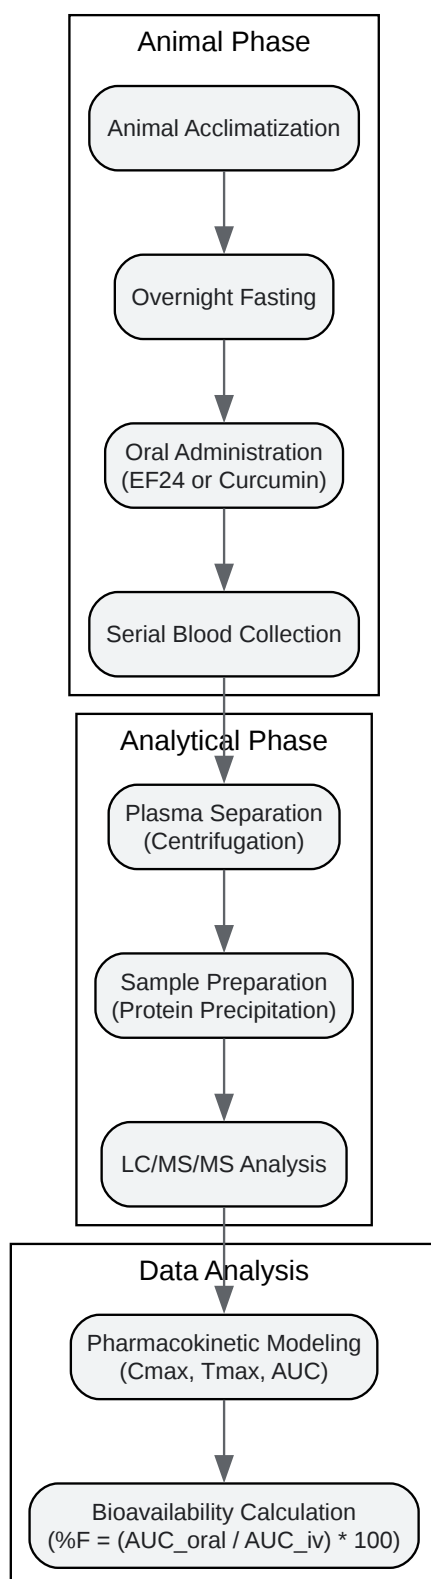 Animal Phase
Animal Acclimatization
Overnight Fasting
Oral Administration
(EF24 or Curcumin)
Serial Blood Collection
Analytical Phase
Plasma Separation
(Centrifugation)
Sample Preparation
(Protein Precipitation)
LC/MS/MS Analysis
Data Analysis
Pharmacokinetic Modeling
(Cmax, Tmax, AUC)
Bioavailability Calculation
(%F = (AUC_oral / AUC_iv) * 100)